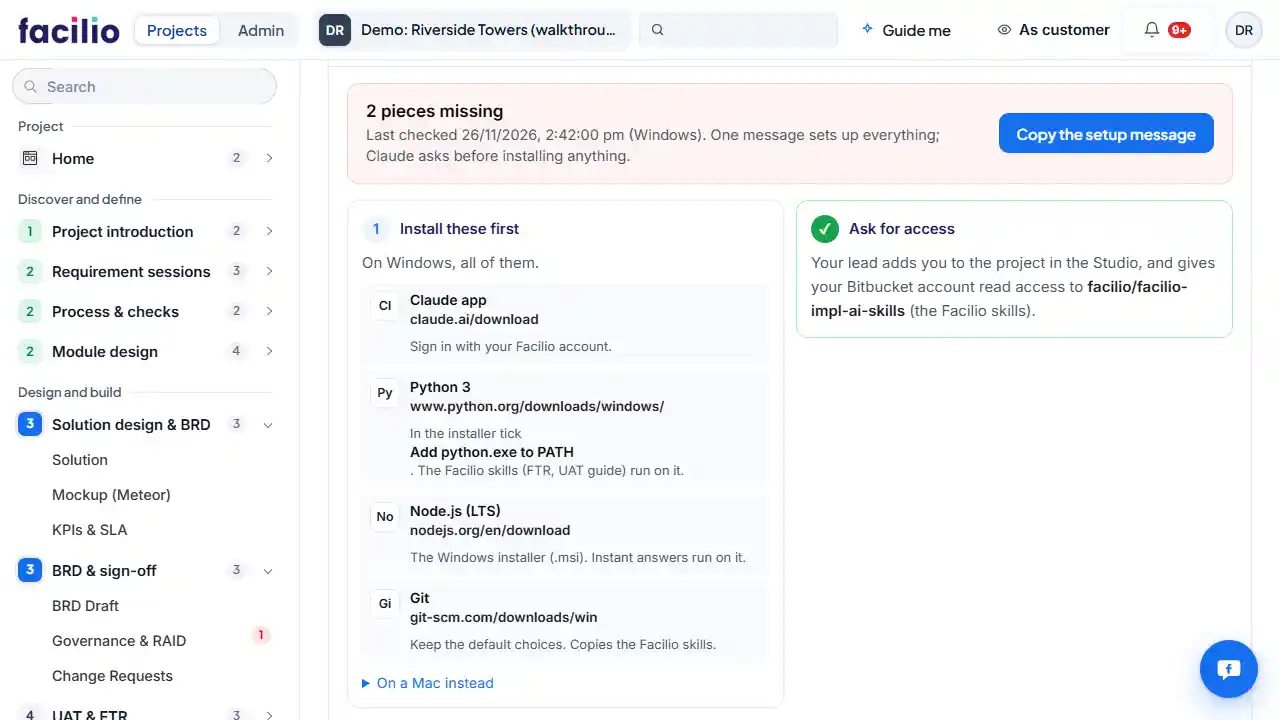 facilio
Projects
Admin
DR
Demo: Riverside Towers (walkthrou...
Guide me
As customer
9+
DR
Search
Project
Home
2
Discover and define
1
Project introduction
2
2
Requirement sessions
3
2
Process & checks
2
2
Module design
4
Design and build
3
Solution design & BRD
3
Solution
Mockup (Meteor)
KPIs & SLA
3
BRD & sign-off
3
BRD Draft
Governance & RAID
1
Change Requests
4
UAT & FTR
3
2 pieces missing
Last checked 26/11/2026, 2:42:00 pm (Windows). One message sets up everything;
Claude asks before installing anything.
Copy the setup message
1
Install these first
On Windows, all of them.
Cl
Claude app
claude.ai/download
Sign in with your Facilio account.
Py
Python 3
www.python.org/downloads/windows/
In the installer tick
Add python.exe to PATH
. The Facilio skills (FTR, UAT guide) run on it.
No
Node.js (LTS)
nodejs.org/en/download
The Windows installer (.msi). Instant answers run on it.
Gi
Git
git-scm.com/downloads/win
Keep the default choices. Copies the Facilio skills.
On a Mac instead
Ask for access
Your lead adds you to the project in the Studio, and gives
your Bitbucket account read access to facilio/facilio-
impl-ai-skills (the Facilio skills).